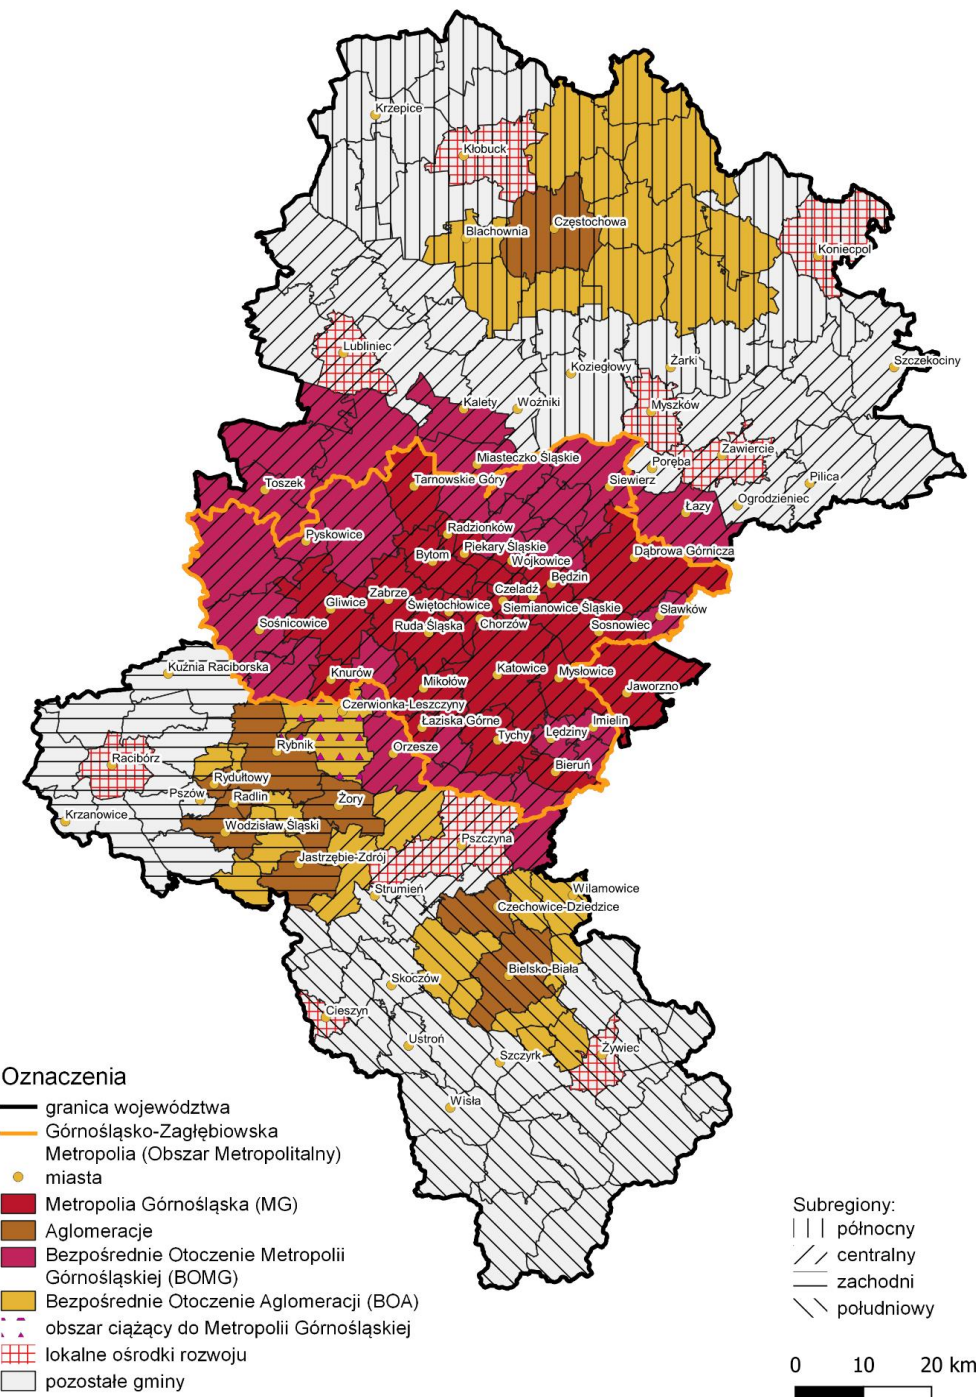 Krzepice
Kłobuck
Blachownia
Częstochowa
Koniecpol
Lubliniec
Koziegłowy
Żarki
Szczekociny
Kalety
Woźniki
Myszków
Zawiercie
Miasteczko Śląskie
Poręba
Toszek
Tarnowskie Góry
Siewierz
Pilica
Ogrodzieniec
Łazy
Radzionków
Pyskowice
Piekary Śląskie
Dąbrowa Górnicza
Bytom
Wojkowice
Będzin
Zabrze
Czeladź
Gliwice
Świętochłowice
Siemianowice Śląskie
Sławków
Sośnicowice
Ruda Śląska
Chorzów
Sosnowiec
Kuźnia Raciborska
Knurów
Katowice
Mysłowice
Mikołów
Jaworzno
Czerwionka-Leszczyny
Łaziska Górne
Imielin
Tychy
Lędziny
Rybnik
Orzesze
Racibórz
Bieruń
Rydułtowy
Pszów
Radlin
Żory
Krzanowice
Wodzisław Śląski
Pszczyna
Jastrzębie-Zdrój
Strumień
Wilamowice
Czechowice-Dziedzice
Bielsko-Biała
Skoczów
Cieszyn
Ustroń
Szczyrk
Żywiec
Wisła
Oznaczenia
granica województwa
Górnośląsko-Zagłębiowska
Metropolia (Obszar Metropolitalny)
miasta
Metropolia Górnośląska (MG)
Aglomeracje
Bezpośrednie Otoczenie Metropolii
Górnośląskiej (BOMG)
Bezpośrednie Otoczenie Aglomeracji (BOA)
obszar ciążący do Metropolii Górnośląskiej
lokalne ośrodki rozwoju
pozostałe gminy
Subregiony:
północny
centralny
zachodni
południowy
0 10 20 km